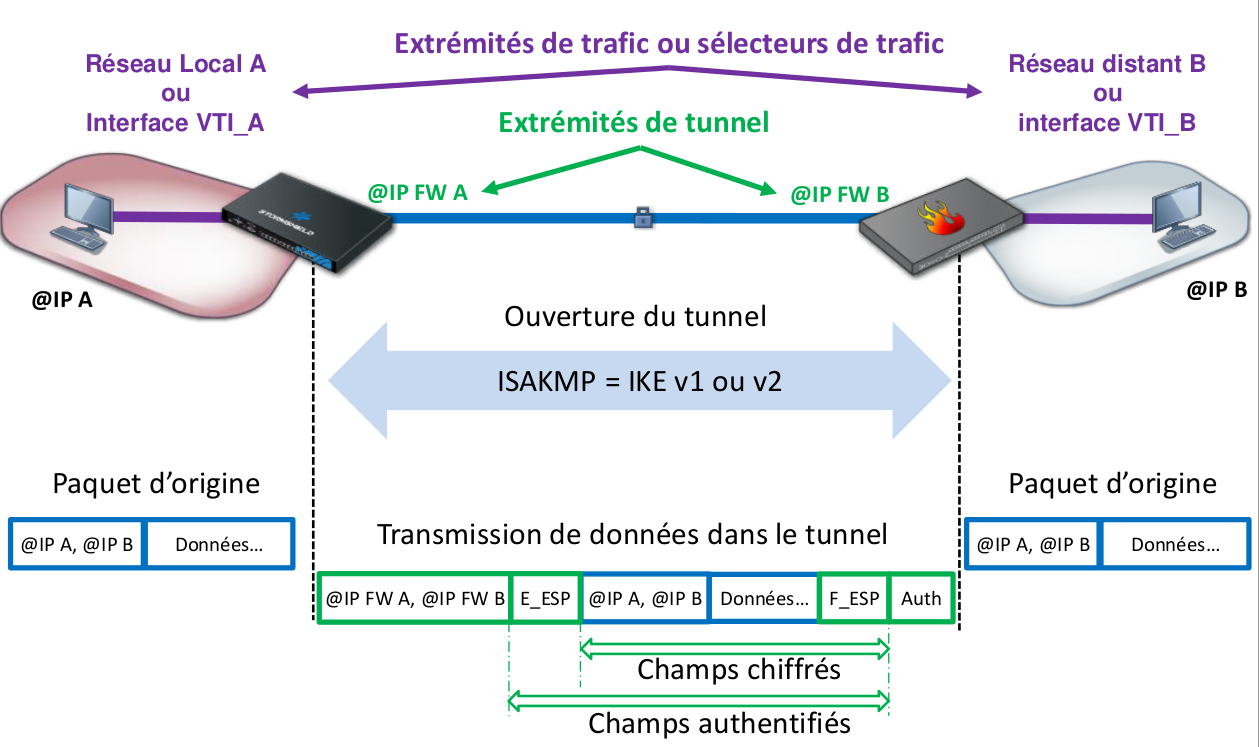 Extrémités de trafic ou sélecteurs de trafic
Réseau Local A
ou
Interface VTI_A
Réseau distant B
ou
interface VTI_B
Extrémités de tunnel
@IP FW A
@IP FW B
STORMSHIELD
@IP A
@IP B
Ouverture du tunnel
ISAKMP = IKE v1 ou v2
Paquet d’origine
@IP A, @IP B
Données…
Paquet d’origine
@IP A, @IP B
Données…
Transmission de données dans le tunnel
@IP FW A, @IP FW B
E_ESP
@IP A, @IP B
Données…
F_ESP
Auth
Champs chiffrés
Champs authentifiés